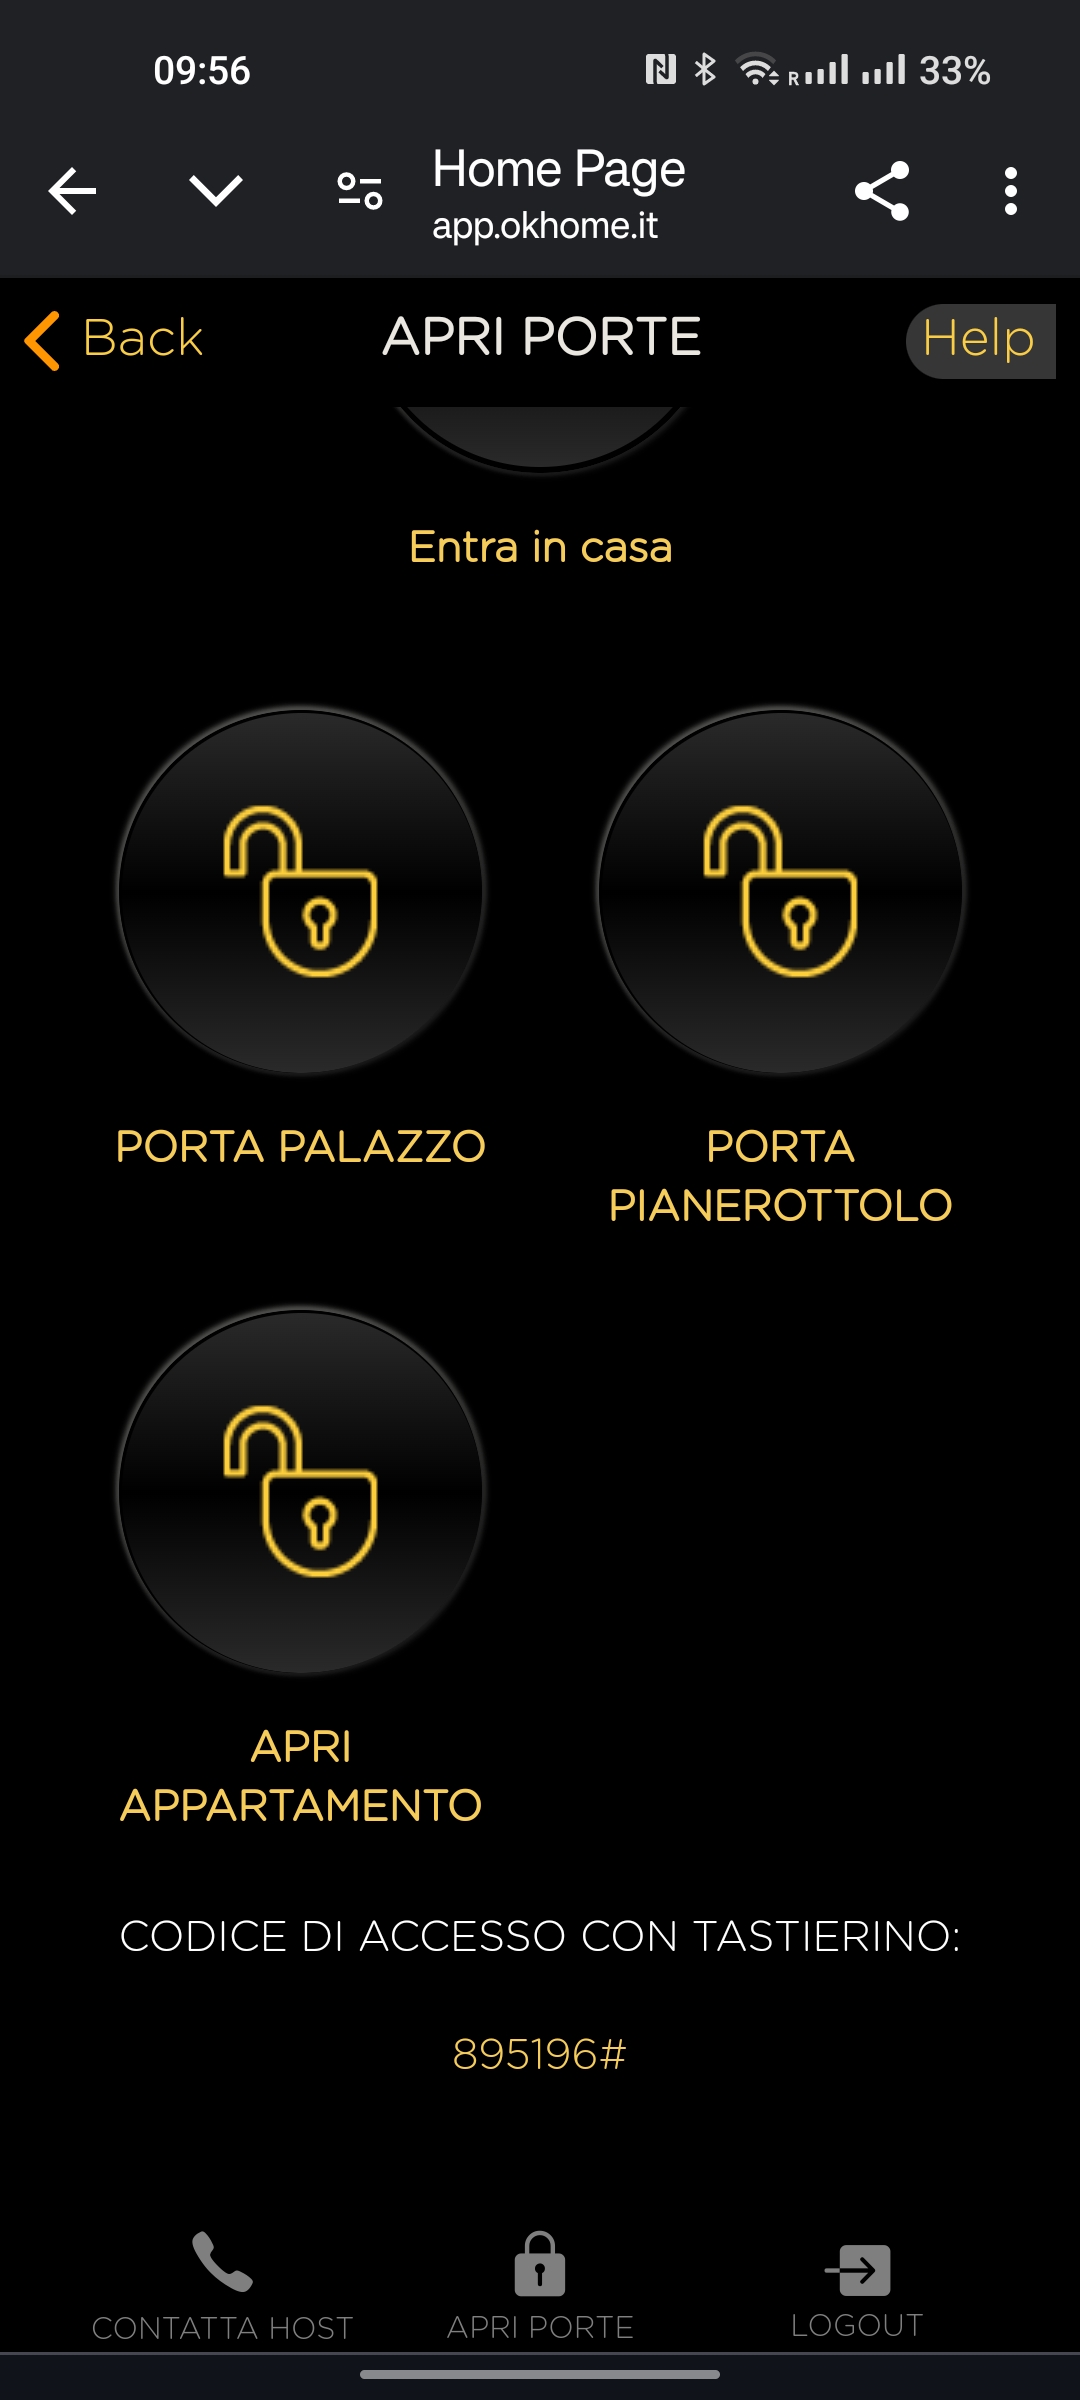 09:56
R
33%
Home Page
app.okhome.it
Back
APRI PORTE
Help
Entra in casa
PORTA PALAZZO
PORTA
PIANEROTTOLO
APRI
APPARTAMENTO
CODICE DI ACCESSO CON TASTIERINO:
895196#
CONTATTA HOST
APRI PORTE
LOGOUT